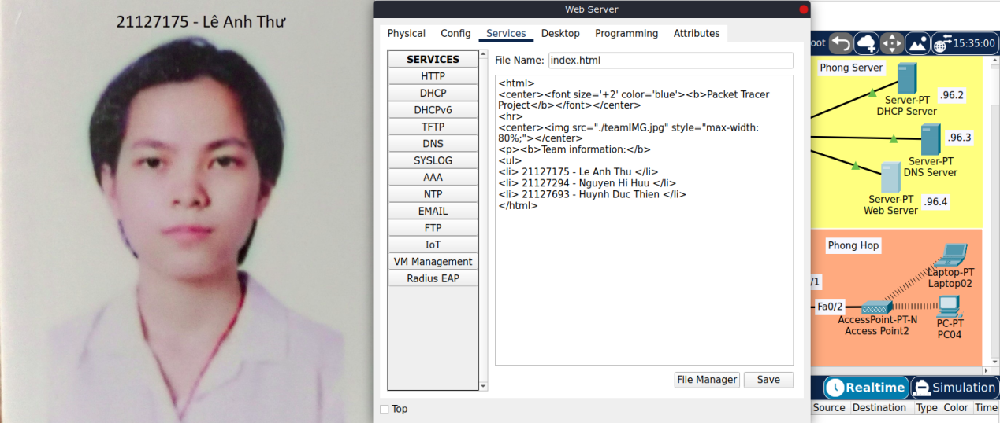 21127175 - Lê Anh Thư
Web Server
Physical Config Services Desktop Programming Attributes
SERVICES
HTTP
DHCP
DHCPv6
TFTP
DNS
SYSLOG
AAA
NTP
EMAIL
FTP
IoT
VM Management
Radius EAP
File Name: index.html
<html>
<center><font size='+2' color='blue'><b>Packet Tracer
Project</b></font></center>
<hr>
<center><img src="./teamIMG.jpg" style="max-width:
80%;"></center>
<p><b>Team information:</b>
<ul>
<li> 21127175 - Le Anh Thu </li>
<li> 21127294 - Nguyen Hi Huu </li>
<li> 21127693 - Huynh Duc Thien </li>
</html>
File Manager Save
Top
oot 15:35:00
Phong Server
Server-PT
DHCP Server
.96.2
.96.3
Server-PT
DNS Server
Server-PT
Web Server
.96.4
Phong Hop
Laptop-PT
Laptop02
/1
Fa0/2
AccessPoint-PT-N
Access Point2
PC-PT
PC04
Realtime Simulation
Source Destination Type Color Time